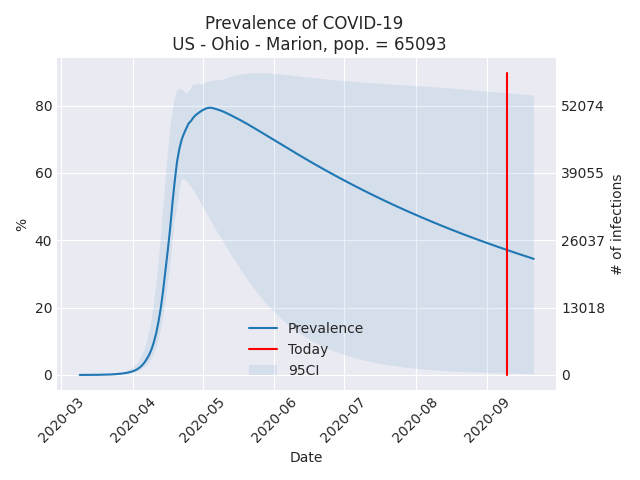 Prevalence of COVID-19
US - Ohio - Marion, pop. = 65093
80
60
40
20
0
%
52074
39055
26037
13018
0
# of infections
Prevalence
Today
95CI
2020-03
2020-04
2020-05
2020-06
2020-07
2020-08
2020-09
Date